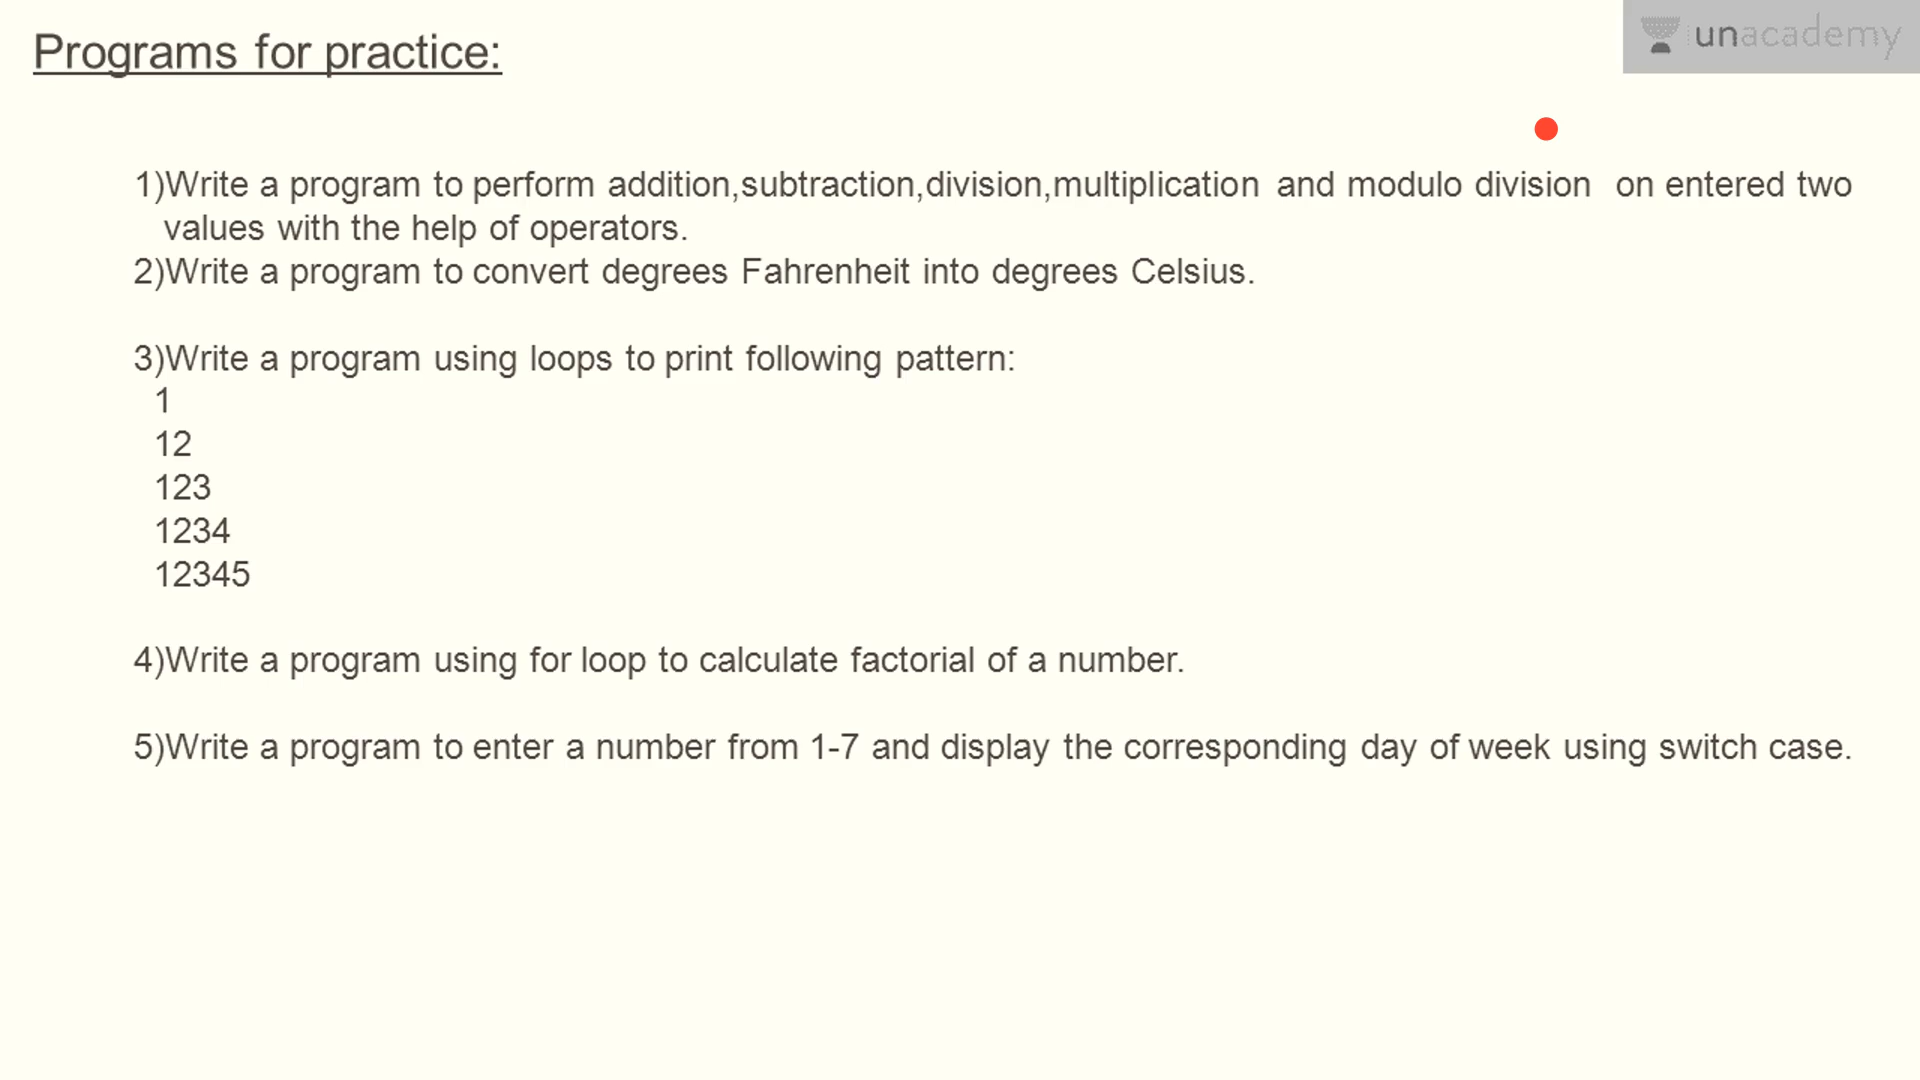 Programs for practice:
unacademy
1)Write a program to perform addition,subtraction,division,multiplication and modulo division on entered two
values with the help of operators.
2)Write a program to convert degrees Fahrenheit into degrees Celsius.
3)Write a program using loops to print following pattern:
1
12
123
1234
12345
4)Write a program using for loop to calculate factorial of a number.
5)Write a program to enter a number from 1-7 and display the corresponding day of week using switch case.